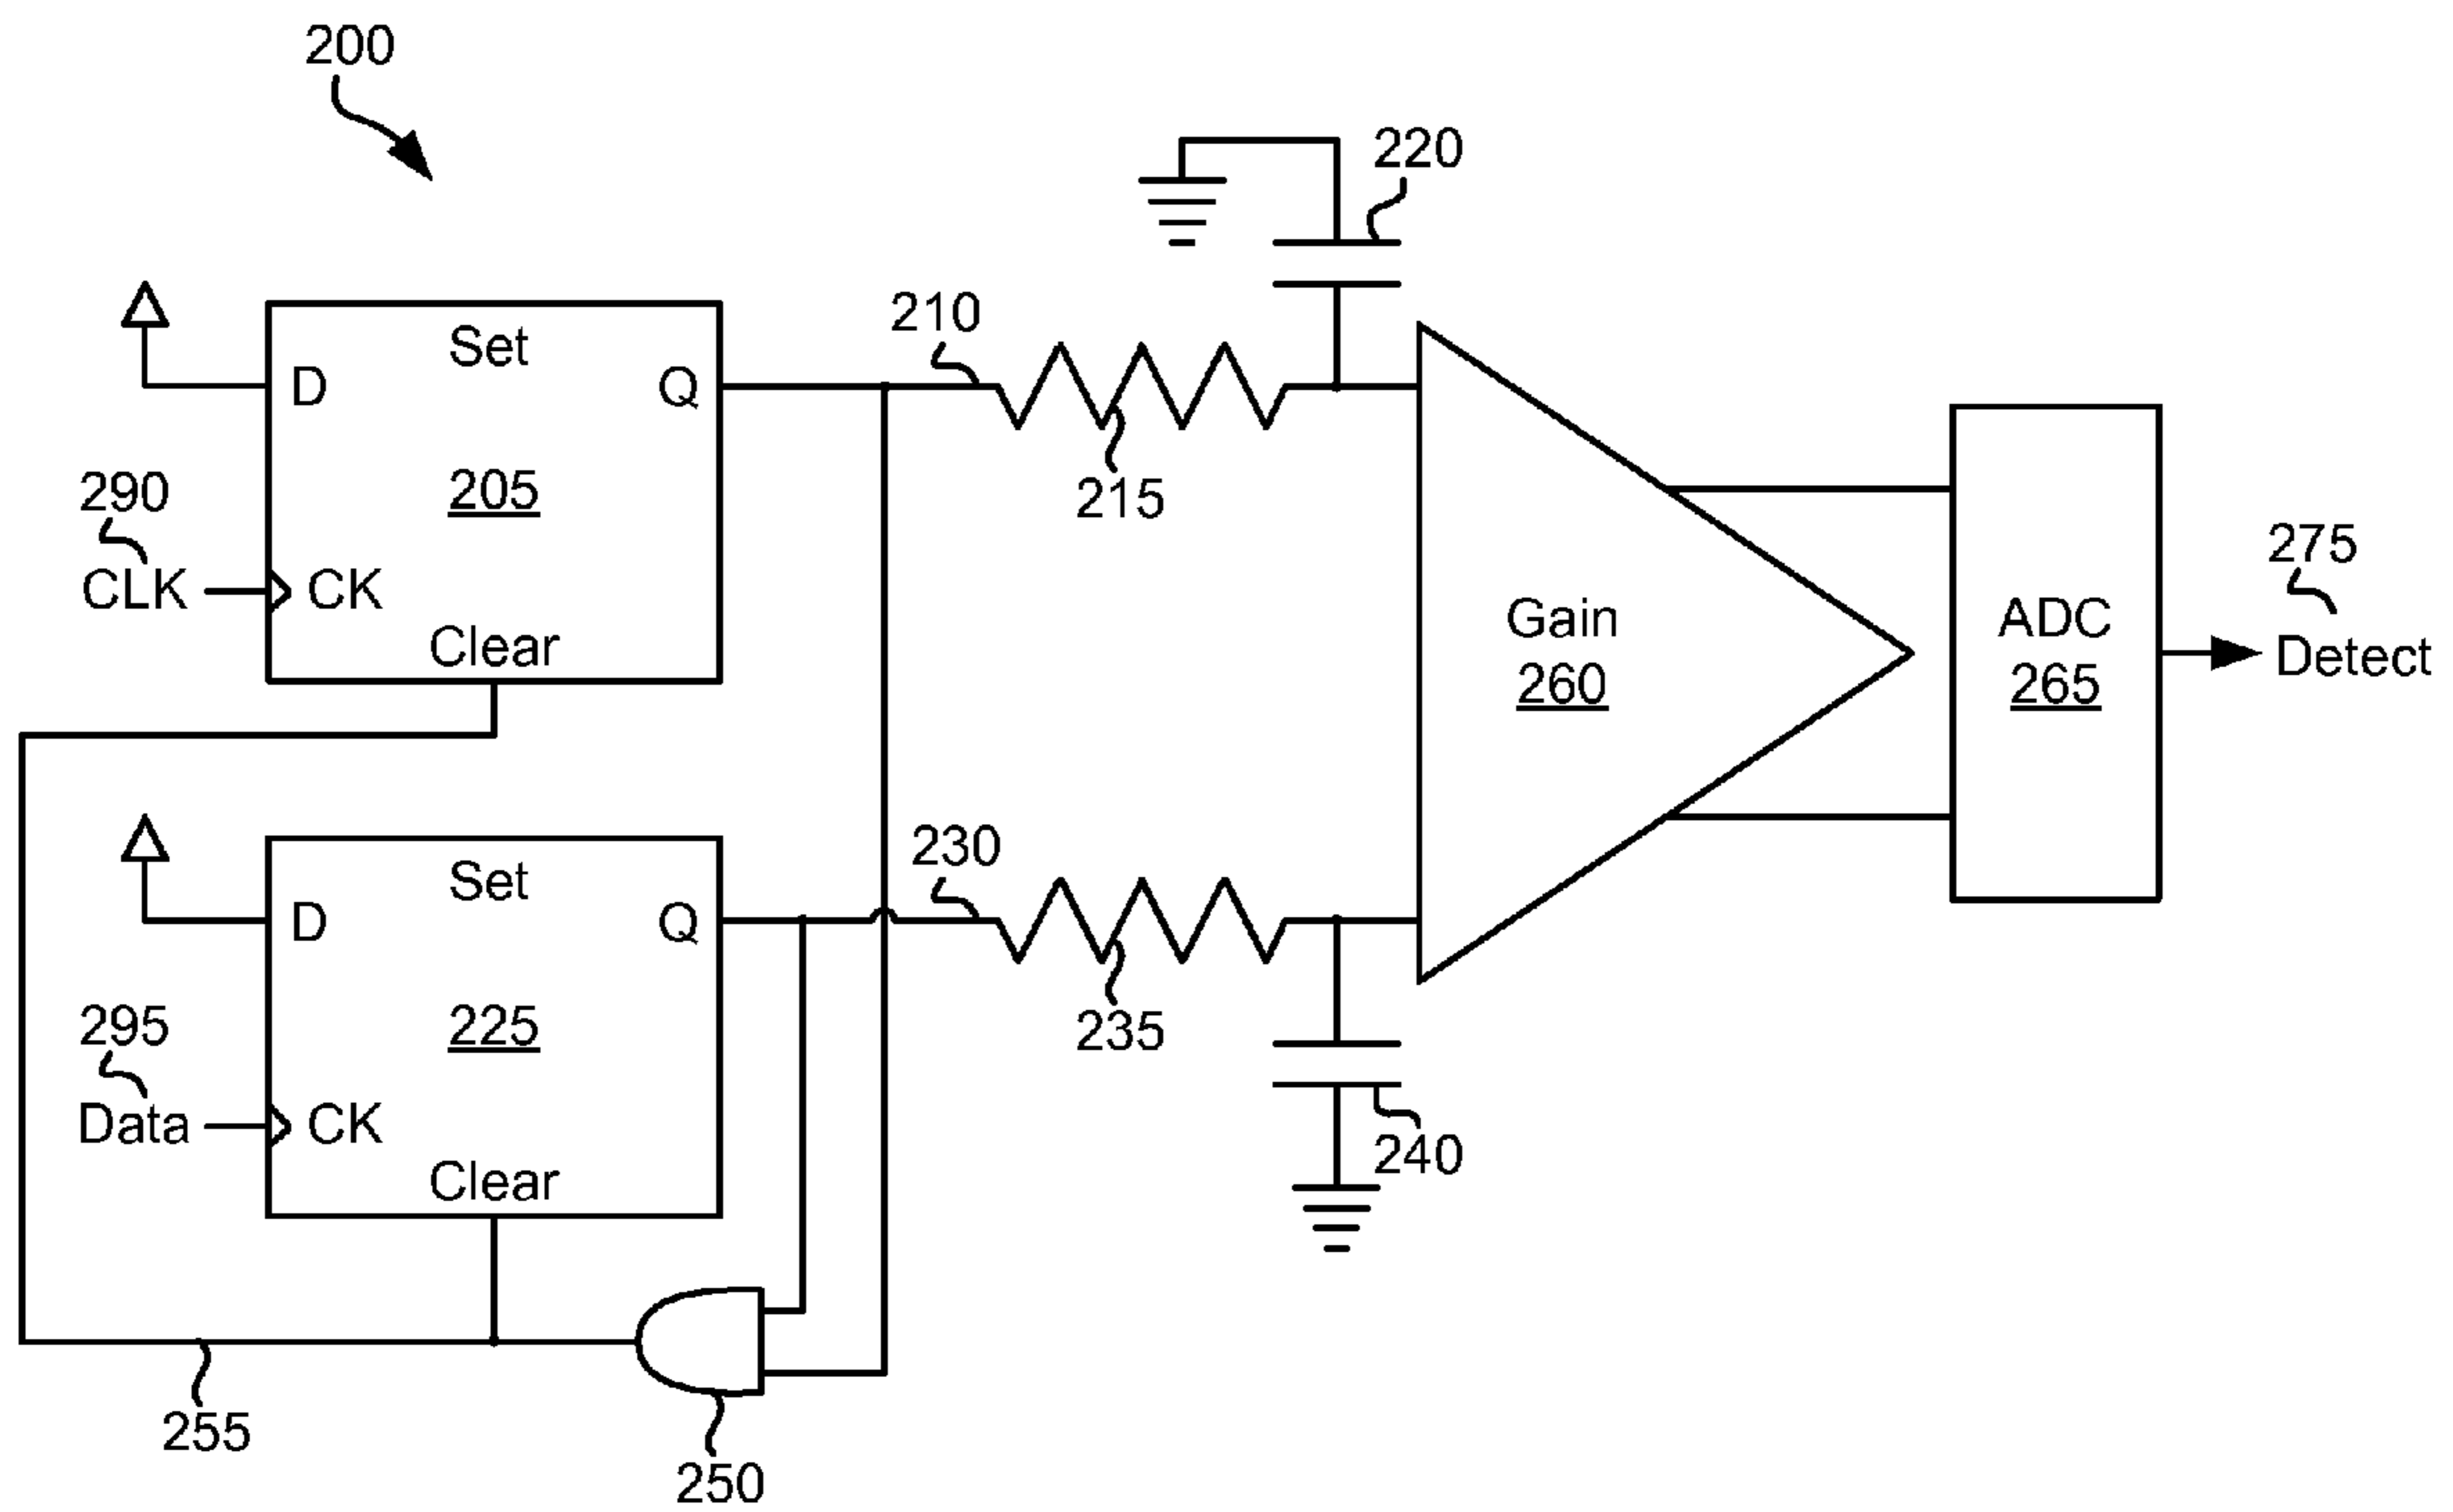 200
220
210
Set
D
Q
205
290
215
CLK
CK
Clear
275
Gain
260
ADC
265
Detect
230
Set
D
Q
225
295
235
Data
CK
Clear
240
255
250